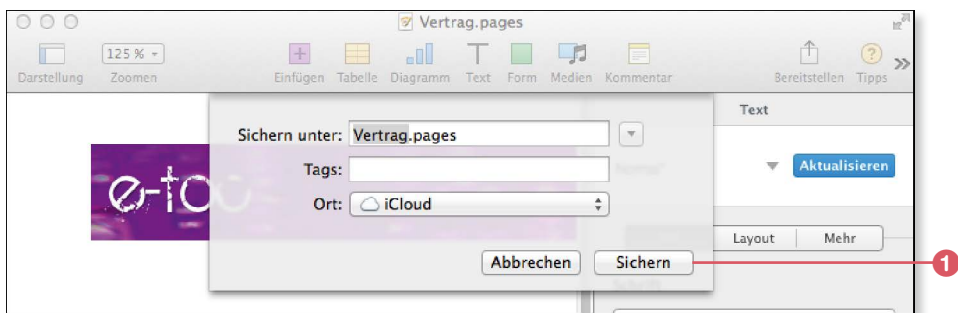 Vertrag.pages
125 %
Darstellung Zoomen Einfügen Tabelle Diagramm Text Form Medien Kommentar Bereitstellen Tipps
Text
Sichern unter: Vertrag.pages
Tags:
Aktualisieren
e-too
Ort: iCloud
Layout Mehr
Abbrechen Sichern
1